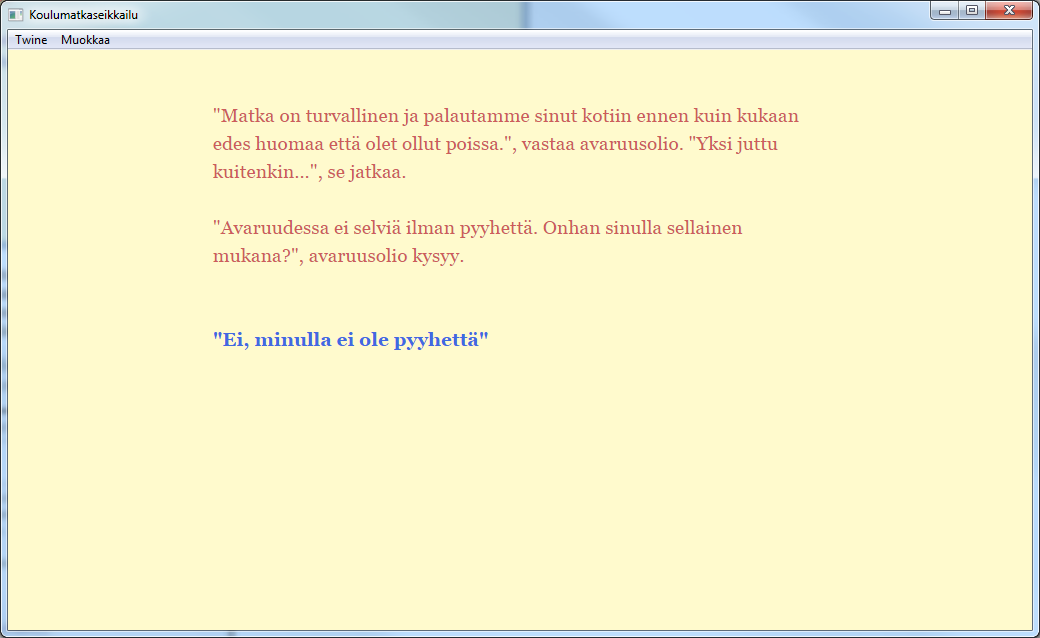 Koulumatkaseikkailu
Twine Muokkaa
"Matka on turvallinen ja palautamme sinut kotiin ennen kuin kukaan
edes huomaa että olet ollut poissa.", vastaa avaruusolio. "Yksi juttu
kuitenkin...", se jatkaa.
"Avaruudessa ei selviä ilman pyyhettä. Onhan sinulla sellainen
mukana?", avaruusolio kysyy.
"Ei, minulla ei ole pyyhettä"